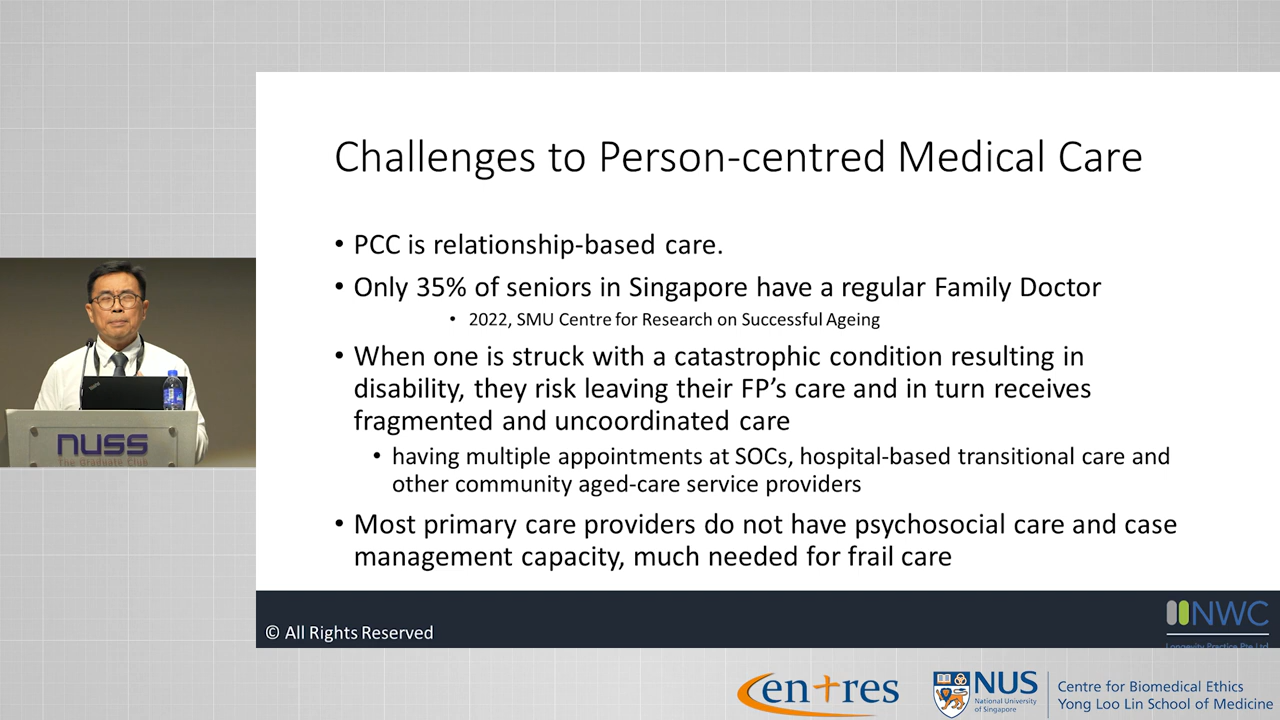 Challenges to Person-centred Medical Care
• PCC is relationship-based care.
• Only 35% of seniors in Singapore have a regular Family Doctor
• 2022, SMU Centre for Research on Successful Ageing
• When one is struck with a catastrophic condition resulting in
disability, they risk leaving their FP's care and in turn receives
fragmented and uncoordinated care
• having multiple appointments at SOCs, hospital-based transitional care and
other community aged-care service providers
• Most primary care providers do not have psychosocial care and case
management capacity, much needed for frail care
nuss
The Graduate Club
© All Rights Reserved
NWC
Longevity Practice Pte Ltd
Centres
NUS
National University
of Singapore
Centre for Biomedical Ethics
Yong Loo Lin School of Medicine